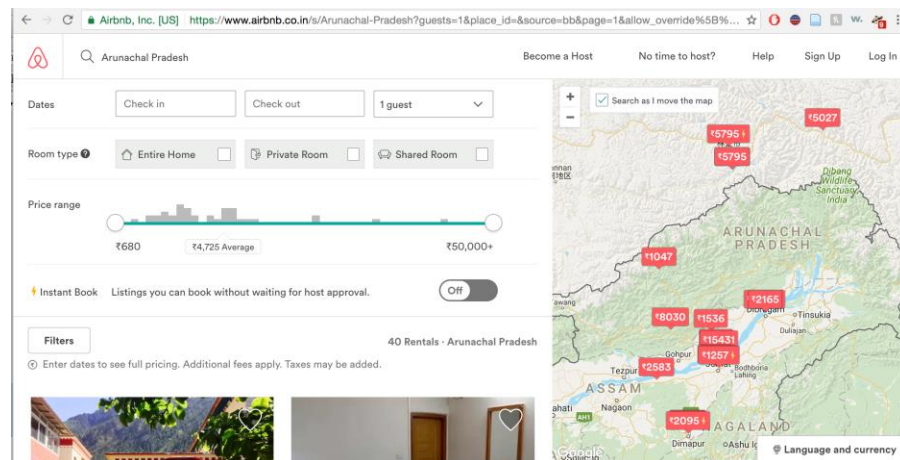 Airbnb, Inc. [US] https://www.airbnb.co.in/s/Arunachal-Pradesh?guests=1&place_id=&source=bb&page=1&allow_override%5B%...
Arunachal Pradesh Become a Host No time to host? Help Sign Up Log In
Dates Check in Check out 1 guest
Room type Entire Home Private Room Shared Room
Price range
₹680 ₹4,725 Average ₹50,000+
Instant Book Listings you can book without waiting for host approval. Off
Filters 40 Rentals · Arunachal Pradesh
Enter dates to see full pricing. Additional fees apply. Taxes may be added.
+
−
Search as I move the map
₹5027
₹5795
₹5795
Dibang
Wildlife
Sanctuary
India
ARUNACHAL
PRADESH
₹1047
₹2165
Tinsukia
₹8030 ₹1536
Duliajan
₹15431
Gohpur ₹1257
Tezpur ₹2583
Bodhboria
Lahing
ASSAM
Nagaon
AH1
₹2095
NAGALAND
Dimapur
Google
Language and currency